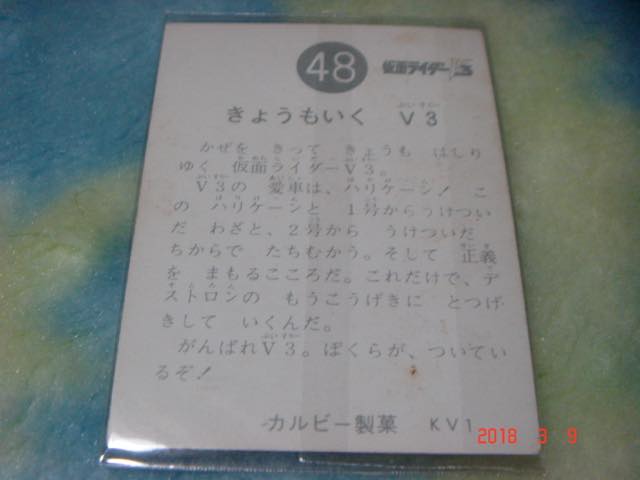 48
仮面ライダーV3
きょうもいく V3
かぜを きって きょうも はしり
ゆく 仮面ライダーV3。
V3の 愛車は、ハリケーン! こ
の ハリケーンと 1号からうけつい
だ わざと、2号から うけついだ
ちからで たちむかう。そして 正義
を まもるこころだ。これだけで、デ
ストロンの もうこうげきに とつげ
きして いくんだ。
がんばれV3。ぼくらが、ついてい
るぞ!
カルビー製菓 KV1
2018 3 9